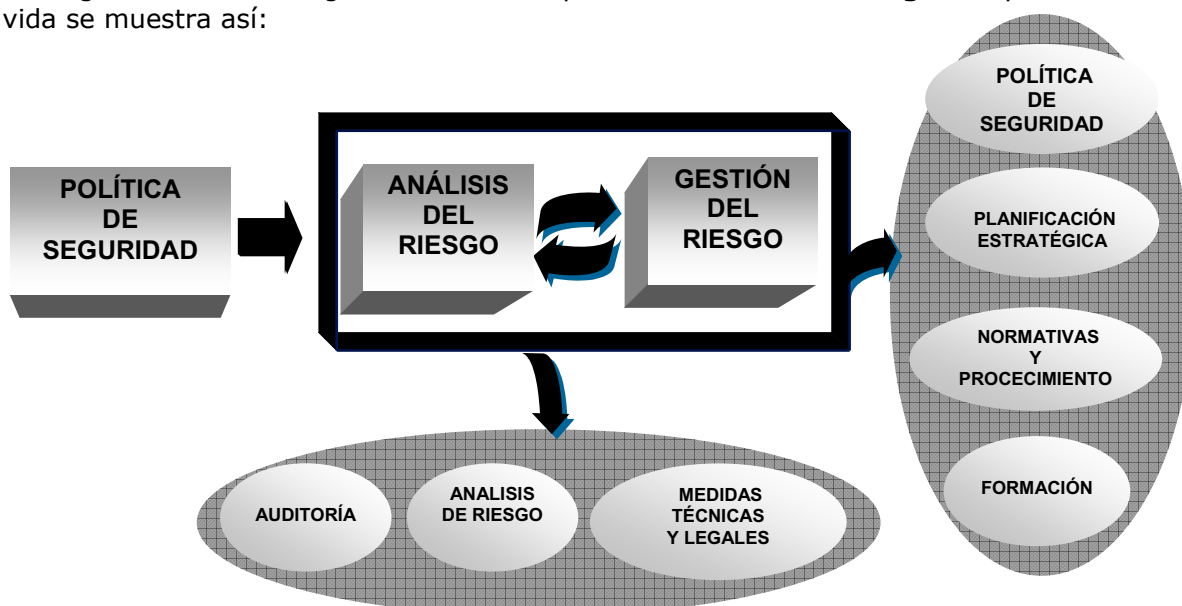 vida se muestra así:
POLÍTICA
DE
SEGURIDAD
ANÁLISIS
DEL
RIESGO
GESTIÓN
DEL
RIESGO
POLÍTICA
DE
SEGURIDAD
PLANIFICACIÓN
ESTRATÉGICA
NORMATIVAS
Y
PROCECIMIENTO
FORMACIÓN
AUDITORÍA
ANALISIS
DE RIESGO
MEDIDAS
TÉCNICAS
Y LEGALES